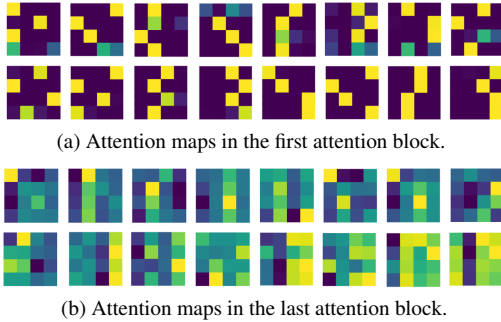 (a) Attention maps in the first attention block.
(b) Attention maps in the last attention block.